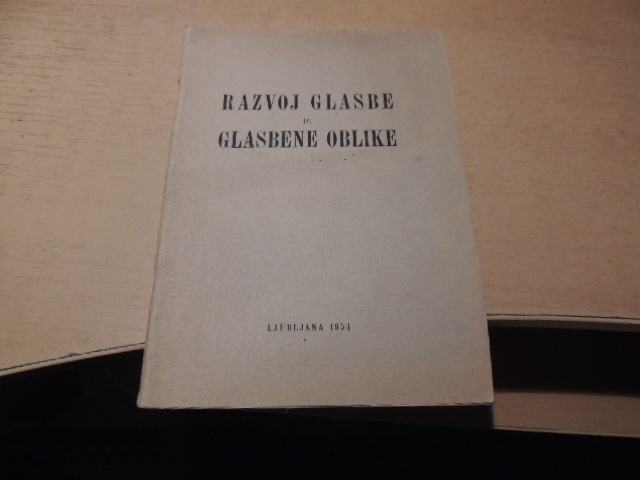 RAZVOJ GLASBE
IN
GLASBENE OBLIKE
LJUBLJANA 1954